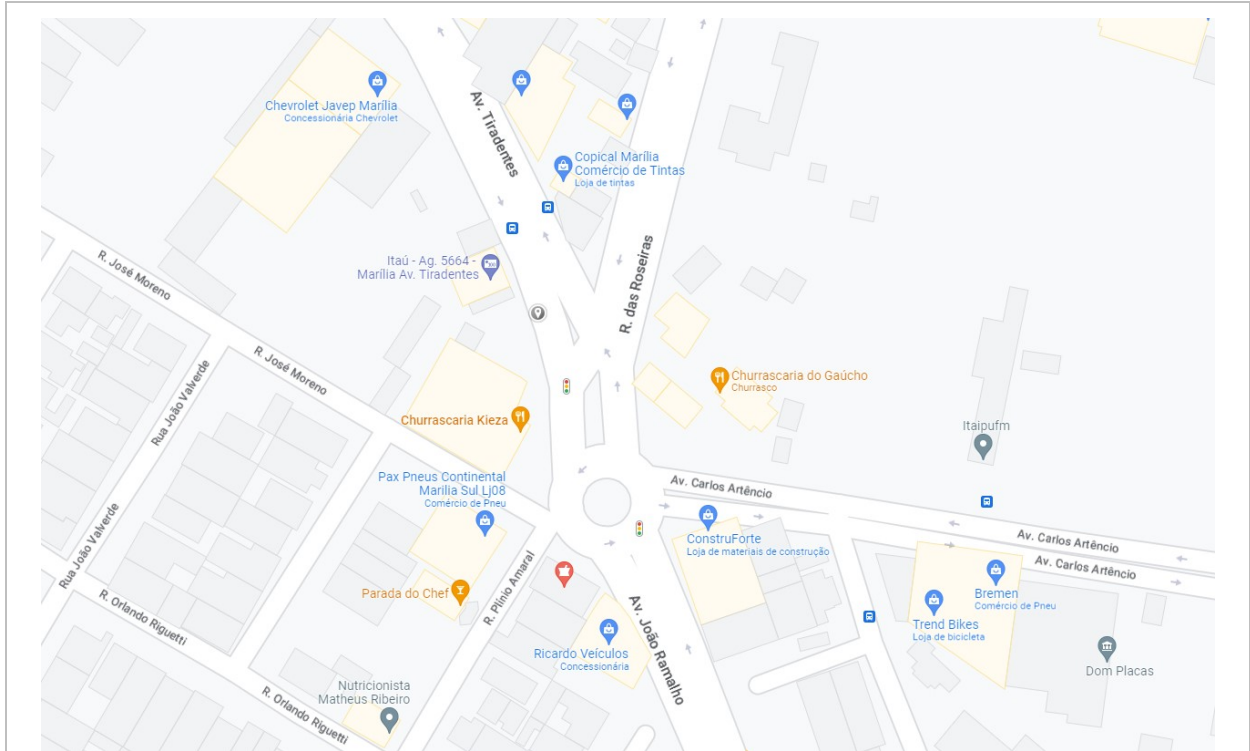 Chevrolet Javep Marília
Concessionária Chevrolet
Av. Tiradentes
Copical Marília
Comércio de Tintas
Loja de tintas
R. das Roseiras
Itaú - Ag. 5664 -
Marília Av. Tiradentes
R. José Moreno
R. José Moreno
Rua João Valverde
Churrascaria do Gaúcho
Churrasco
Churrascaria Kieza
Itaipufm
Pax Pneus Continental
Marilia Sul Lj08
Comércio de Pneu
Av. Carlos Artêncio
Av. Carlos Artêncio
Av. Carlos Artêncio
ConstruForte
Loja de materiais de construção
Rua João Valverde
R. Plinio Amaral
Parada do Chef
R. Orlando Riguetti
Bremen
Comércio de Pneu
Trend Bikes
Loja de bicicleta
Av. João Ramalho
Ricardo Veículos
Concessionária
Dom Placas
Nutricionista
Matheus Ribeiro
R. Orlando Riguetti